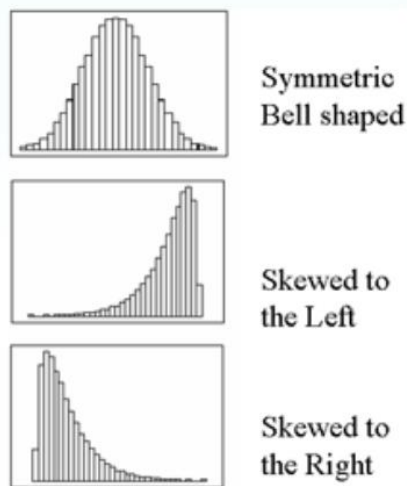 Symmetric
Bell shaped
Skewed to
the Left
Skewed to
the Right